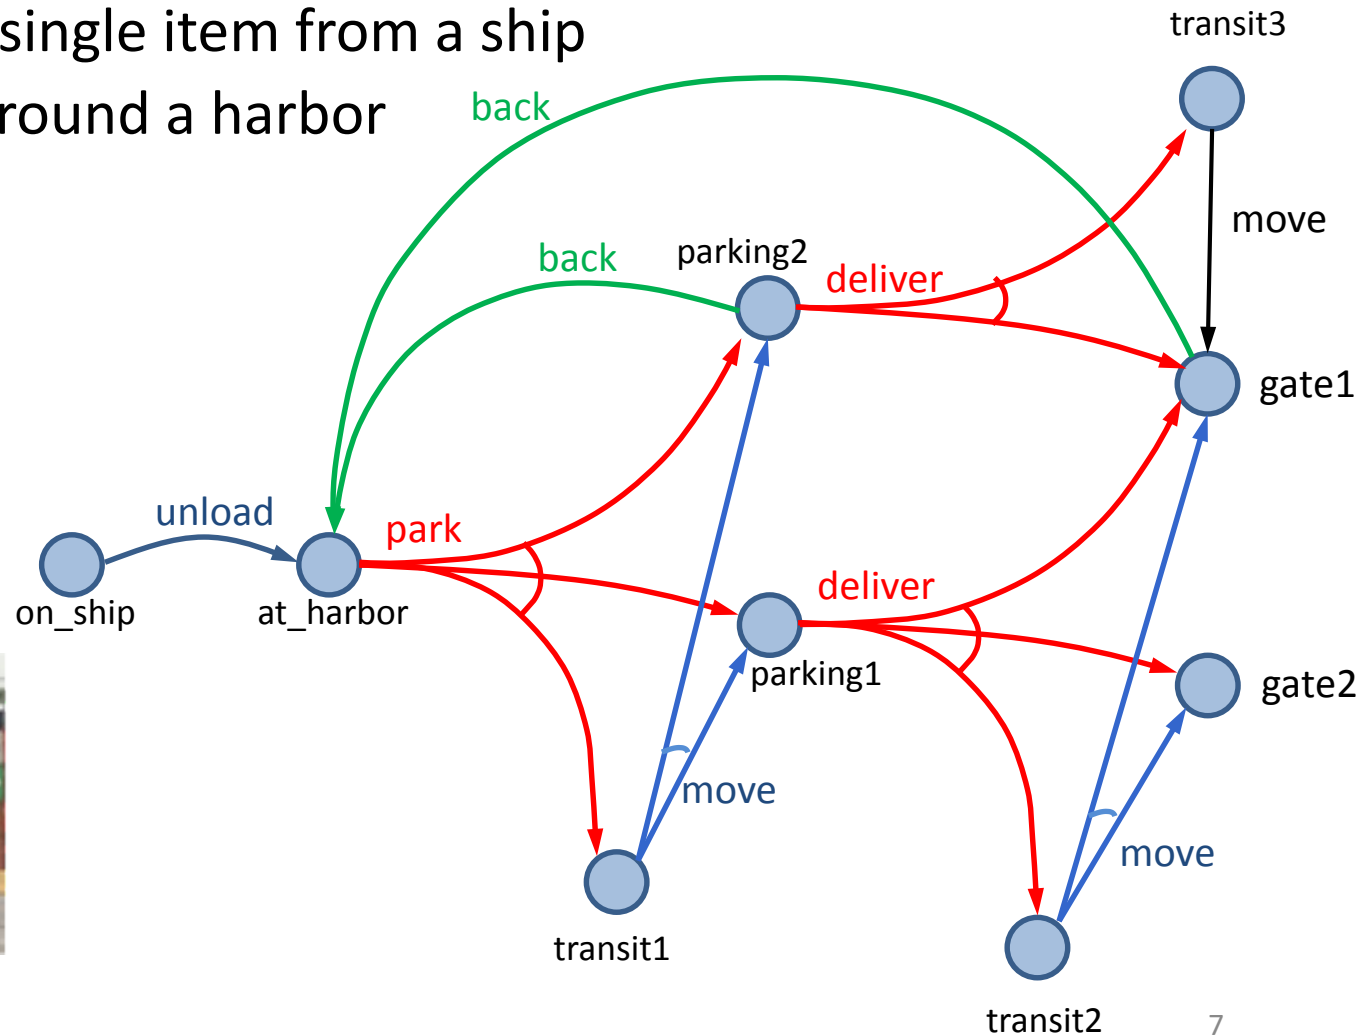 single item from a ship
round a harbor
transit3
back
move
parking2
back
deliver
gate1
unload
park
on_ship
at_harbor
deliver
parking1
gate2
move
move
transit1
transit2
7